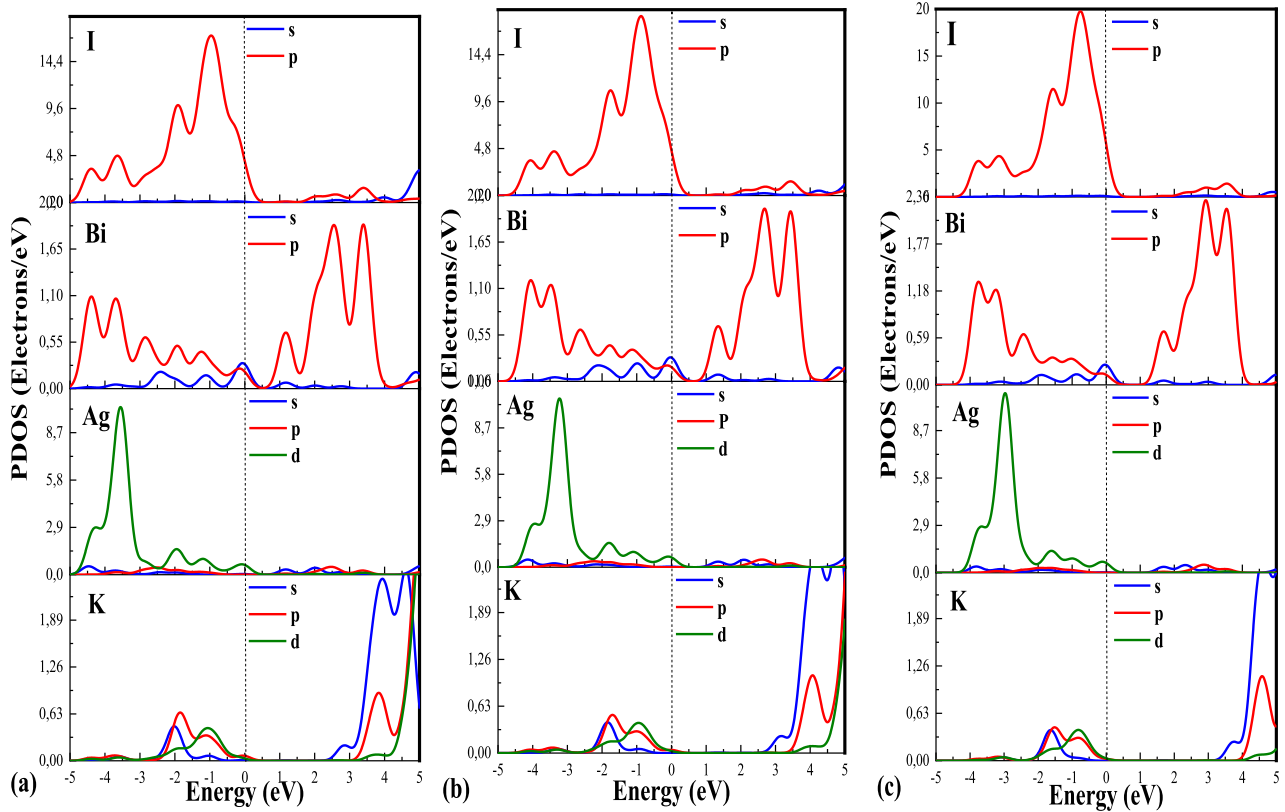 I
s
p
14,4
9,6
4,8
Bi
s
p
1,65
1,10
0,55
0,00
Ag
s
p
d
8,7
5,8
2,9
0,0
K
s
p
d
1,89
1,26
0,63
0,00
-5 -4 -3 -2 -1 0 1 2 3 4 5
PDOS (Electrons/eV)
(a) Energy (eV)
I
s
p
14,4
9,6
4,8
Bi
s
p
1,65
1,10
0,55
Ag
s
P
d
8,7
5,8
2,9
0,0
K
s
p
d
1,89
1,26
0,63
0,00
-5 -4 -3 -2 -1 0 1 2 3 4 5
PDOS (Electrons/eV)
(b) Energy (eV)
I
s
p
20
15
20
5
Bi
s
p
1,77
1,18
0,59
0,00
Ag
s
p
d
8,7
5,8
2,9
0,0
K
s
p
d
1,89
1,26
0,63
0,00
-5 -4 -3 -2 -1 0 1 2 3 4 5
PDOS (Electrons/eV)
(c) Energy (eV)